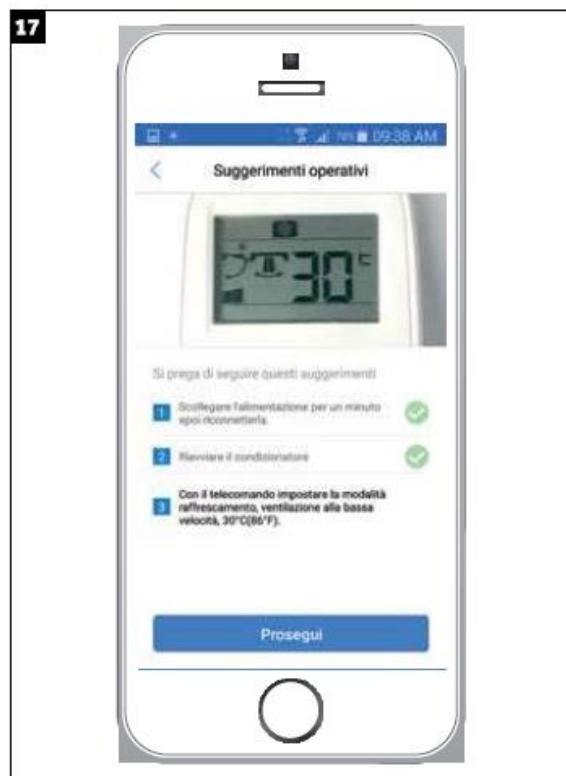 17
09:38 AM
Suggerimenti operativi
30°C
Si prega di seguire questi suggerimenti
1 Scollegare l'alimentazione per un minuto
epoi riconnetterla.
2 Riavviare il condizionatore
3 Con il telecomando impostare la modalità
raffrescamento, ventilazione alla bassa
velocità, 30°C(86°F).
Prosegui